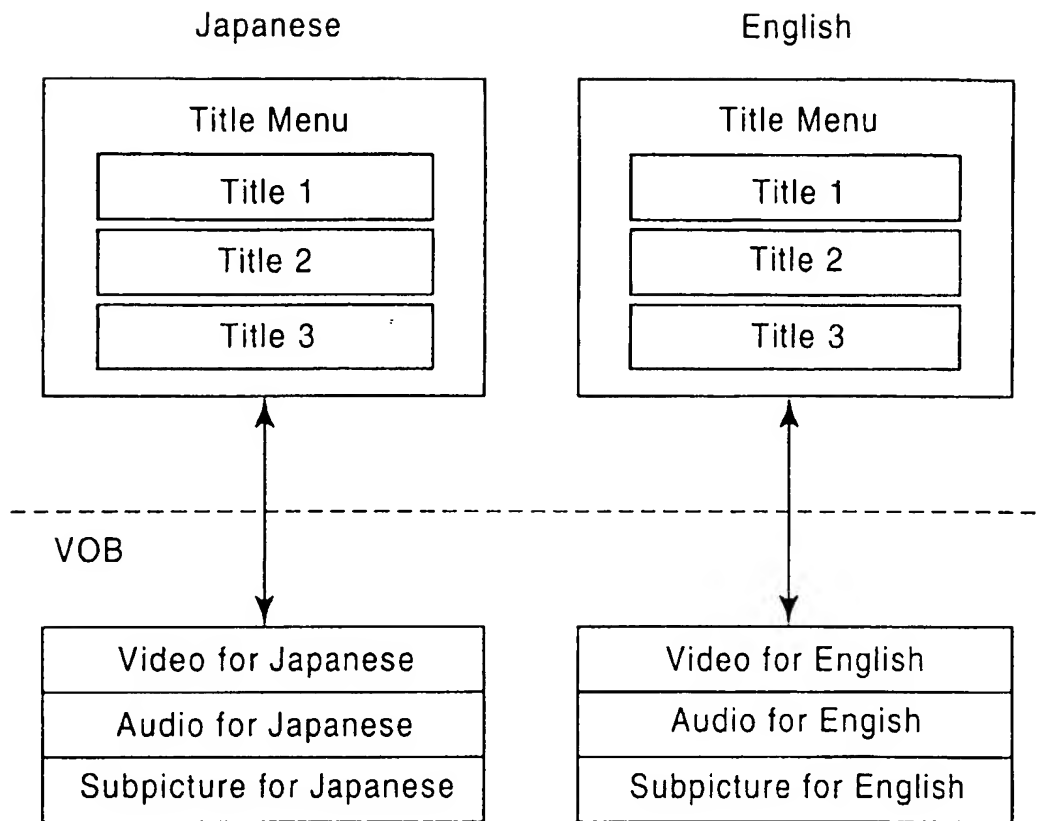 Japanese
English
Title Menu
Title 1
Title 2
Title 3
Title Menu
Title 1
Title 2
Title 3
VOB
Video for Japanese
Audio for Japanese
Subpicture for Japanese
Video for English
Audio for Engish
Subpicture for English